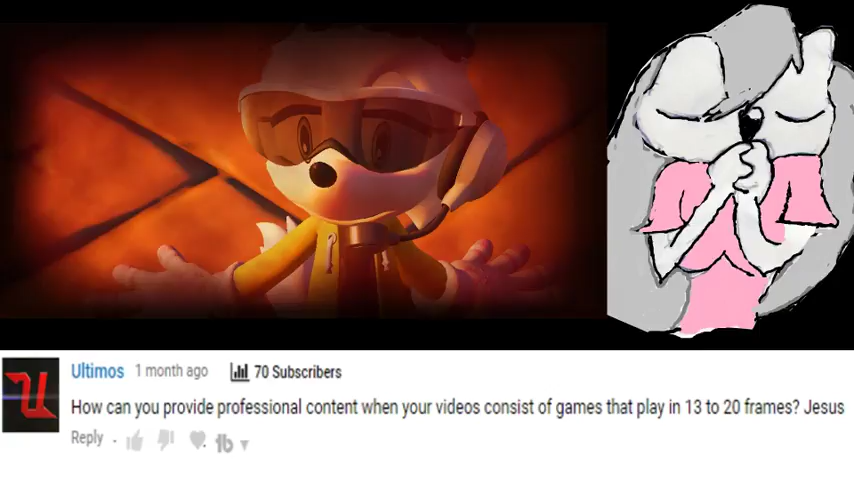 Ultimos 1 month ago 70 Subscribers
How can you provide professional content when your videos consist of games that play in 13 to 20 frames? Jesus
Reply